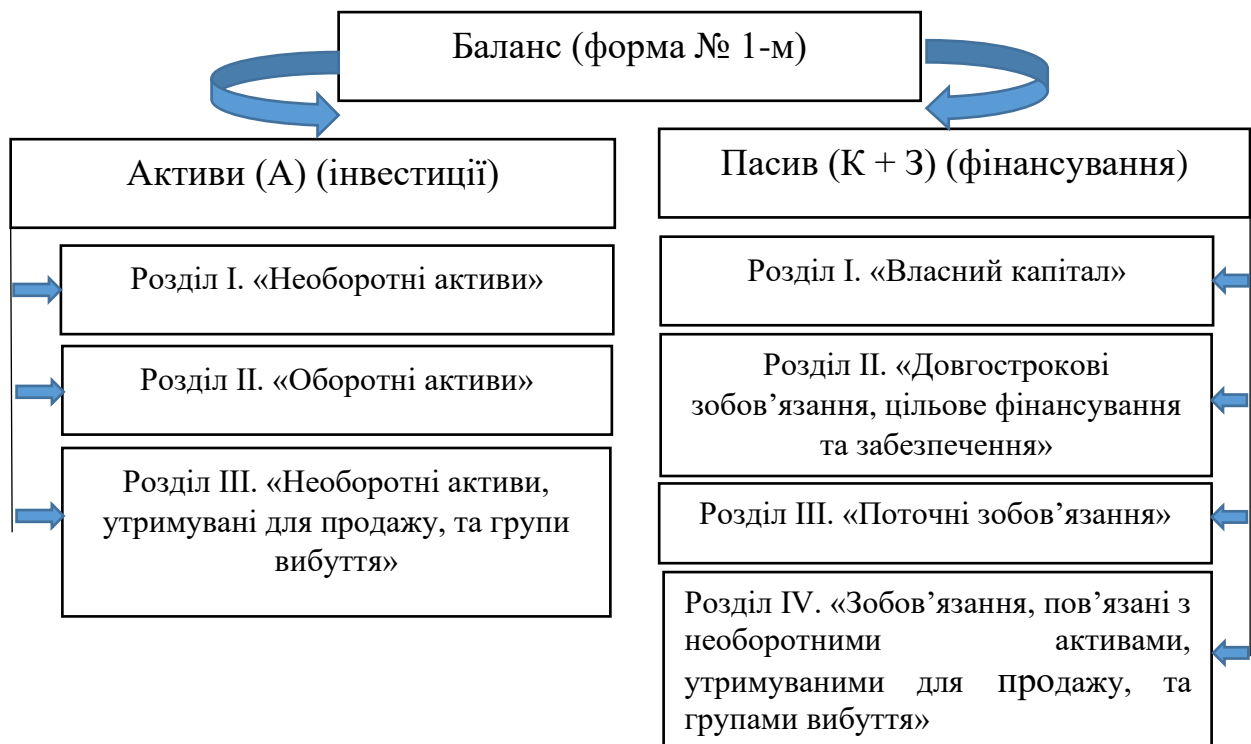 Баланс (форма № 1-м)
Активи (А) (інвестиції)
Розділ І. «Необоротні активи»
Розділ ІІ. «Оборотні активи»
Розділ ІІІ. «Необоротні активи,
утримувані для продажу, та групи
вибуття»
Пасив (К + З) (фінансування)
Розділ І. «Власний капітал»
Розділ ІІ. «Довгострокові
зобов’язання, цільове фінансування
та забезпечення»
Розділ ІІІ. «Поточні зобов’язання»
Розділ IV. «Зобов’язання, пов’язані з
необоротними активами,
утримуваними для продажу, та
групами вибуття»